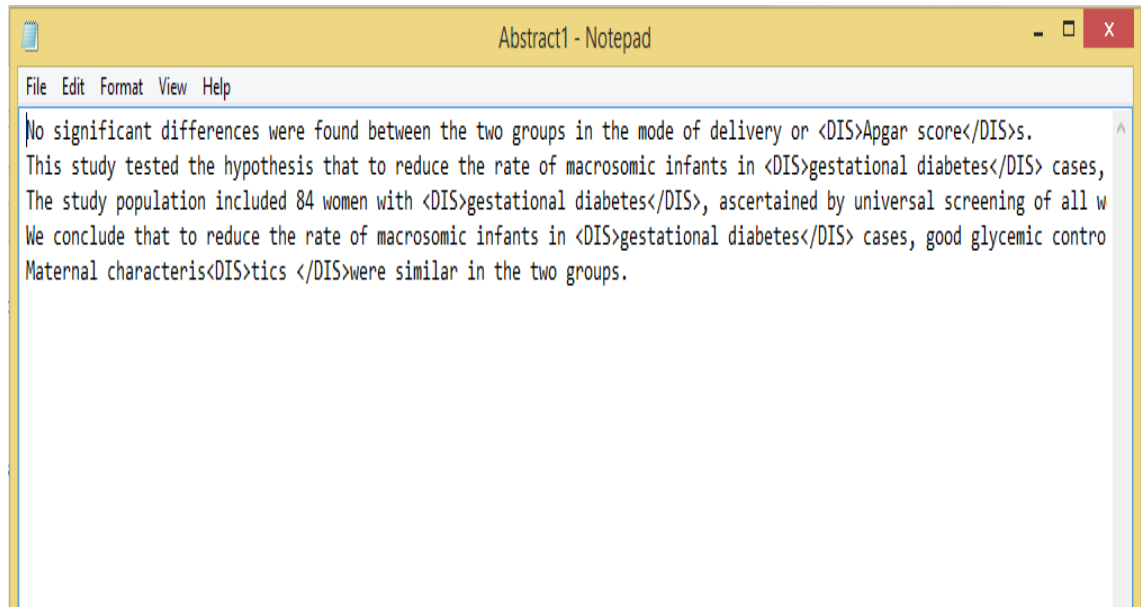 Abstract1 - Notepad
File Edit Format View Help
No significant differences were found between the two groups in the mode of delivery or <DIS>Apgar score</DIS>s.
This study tested the hypothesis that to reduce the rate of macrosomic infants in <DIS>gestational diabetes</DIS> cases,
The study population included 84 women with <DIS>gestational diabetes</DIS>, ascertained by universal screening of all w
We conclude that to reduce the rate of macrosomic infants in <DIS>gestational diabetes</DIS> cases, good glycemic contro
Maternal characteris<DIS>tics </DIS>were similar in the two groups.